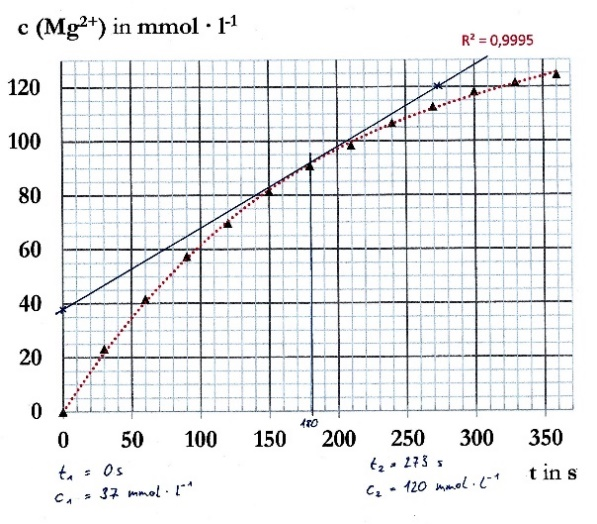 c (Mg²⁺) in mmol · l⁻¹
R² = 0,9995
120
100
80
60
40
20
0
0 50 100 150 200 250 300 350
180
t in s
t₁ = 0 s
c₁ = 37 mmol · l⁻¹
t₂ = 273 s
c₂ = 120 mmol · l⁻¹